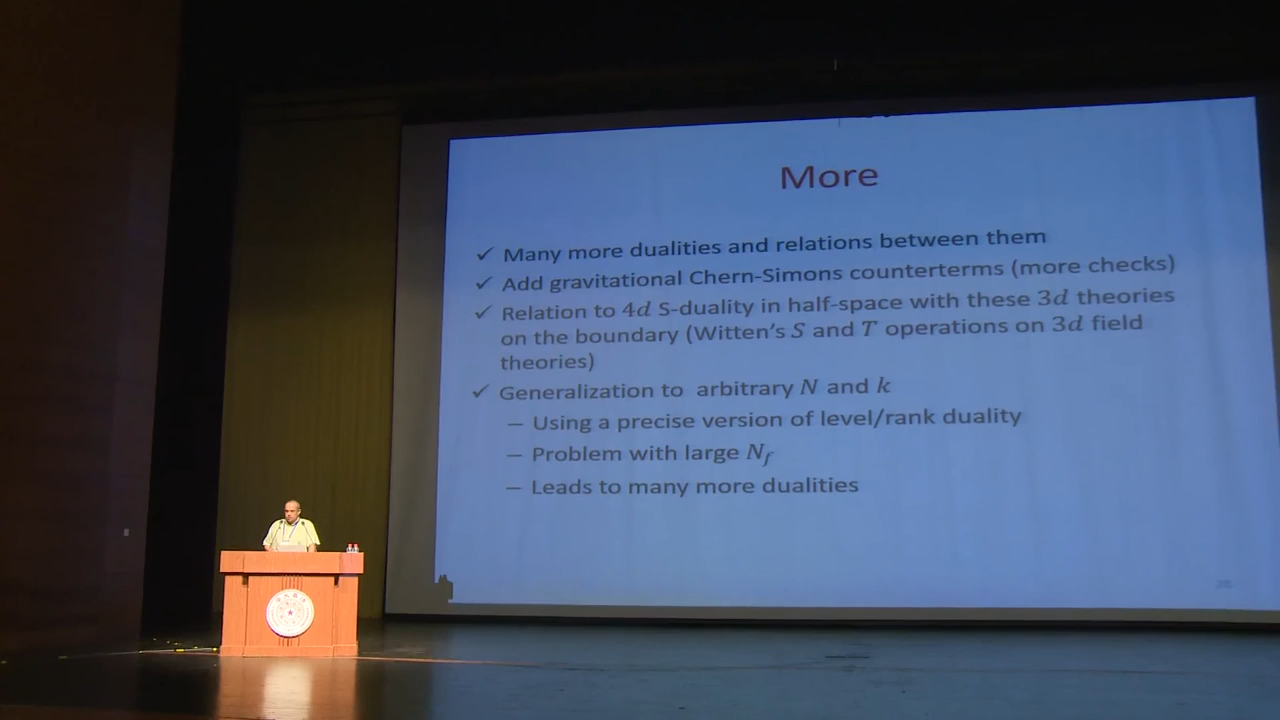 More
✓ Many more dualities and relations between them
✓ Add gravitational Chern-Simons counterterms (more checks)
✓ Relation to 4d S-duality in half-space with these 3d theories
on the boundary (Witten's S and T operations on 3d field
theories)
✓ Generalization to arbitrary N and k
– Using a precise version of level/rank duality
– Problem with large N_f
– Leads to many more dualities